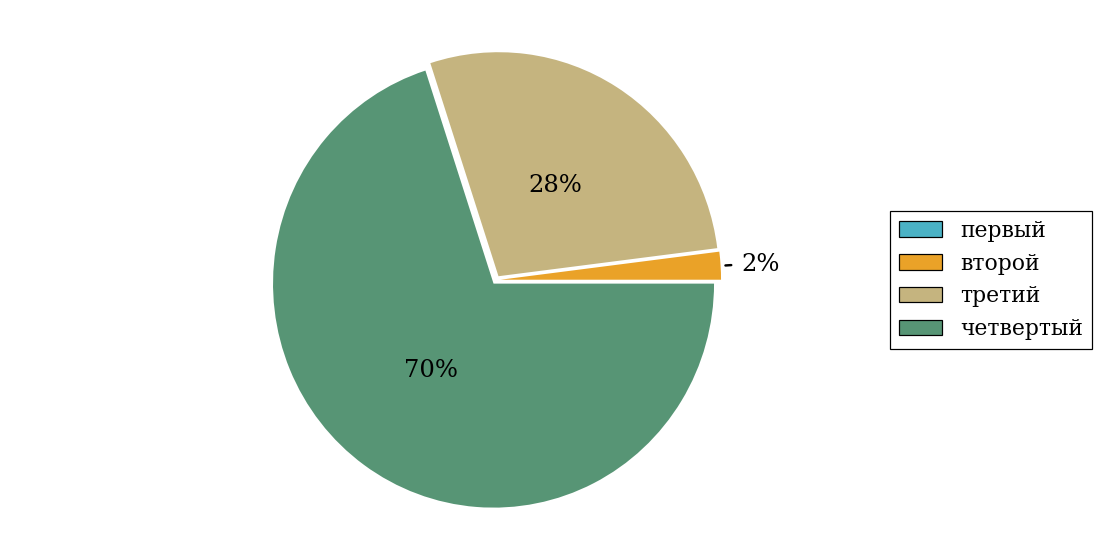 28%
2%
70%
первый
второй
третий
четвертый